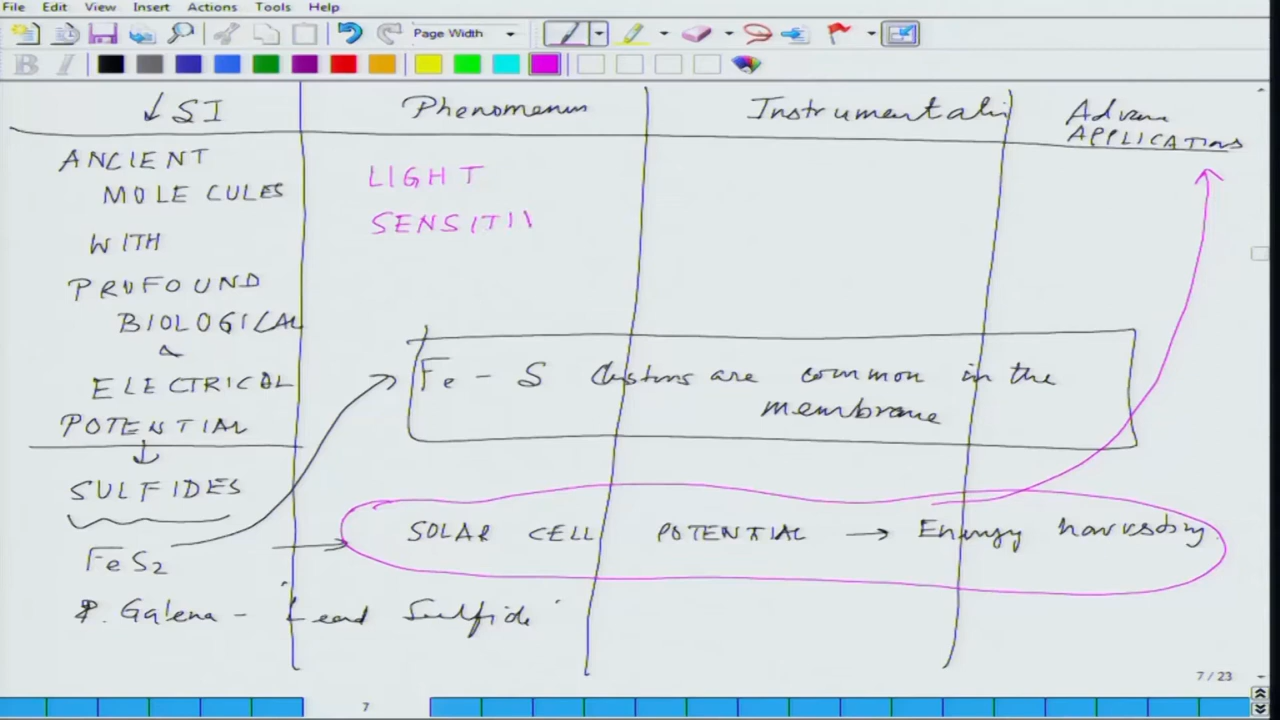 File Edit View Insert Actions Tools Help
Page Width
B I
↓ SI Phenomenun Instrumentatin Advan
APPLICATIONS
ANCIENT
MOLECULES
WITH
PROFOUND
BIOLOGICAL
&
ELECTRICAL
POTENTIAL
LIGHT
SENSITI
Fe - S Clusters are common in the
membrane
↓
SULFIDES
SOLAR CELL POTENTIAL → Energy harvesting
FeS2
Galena - Lead Sulfide
7 / 23
7